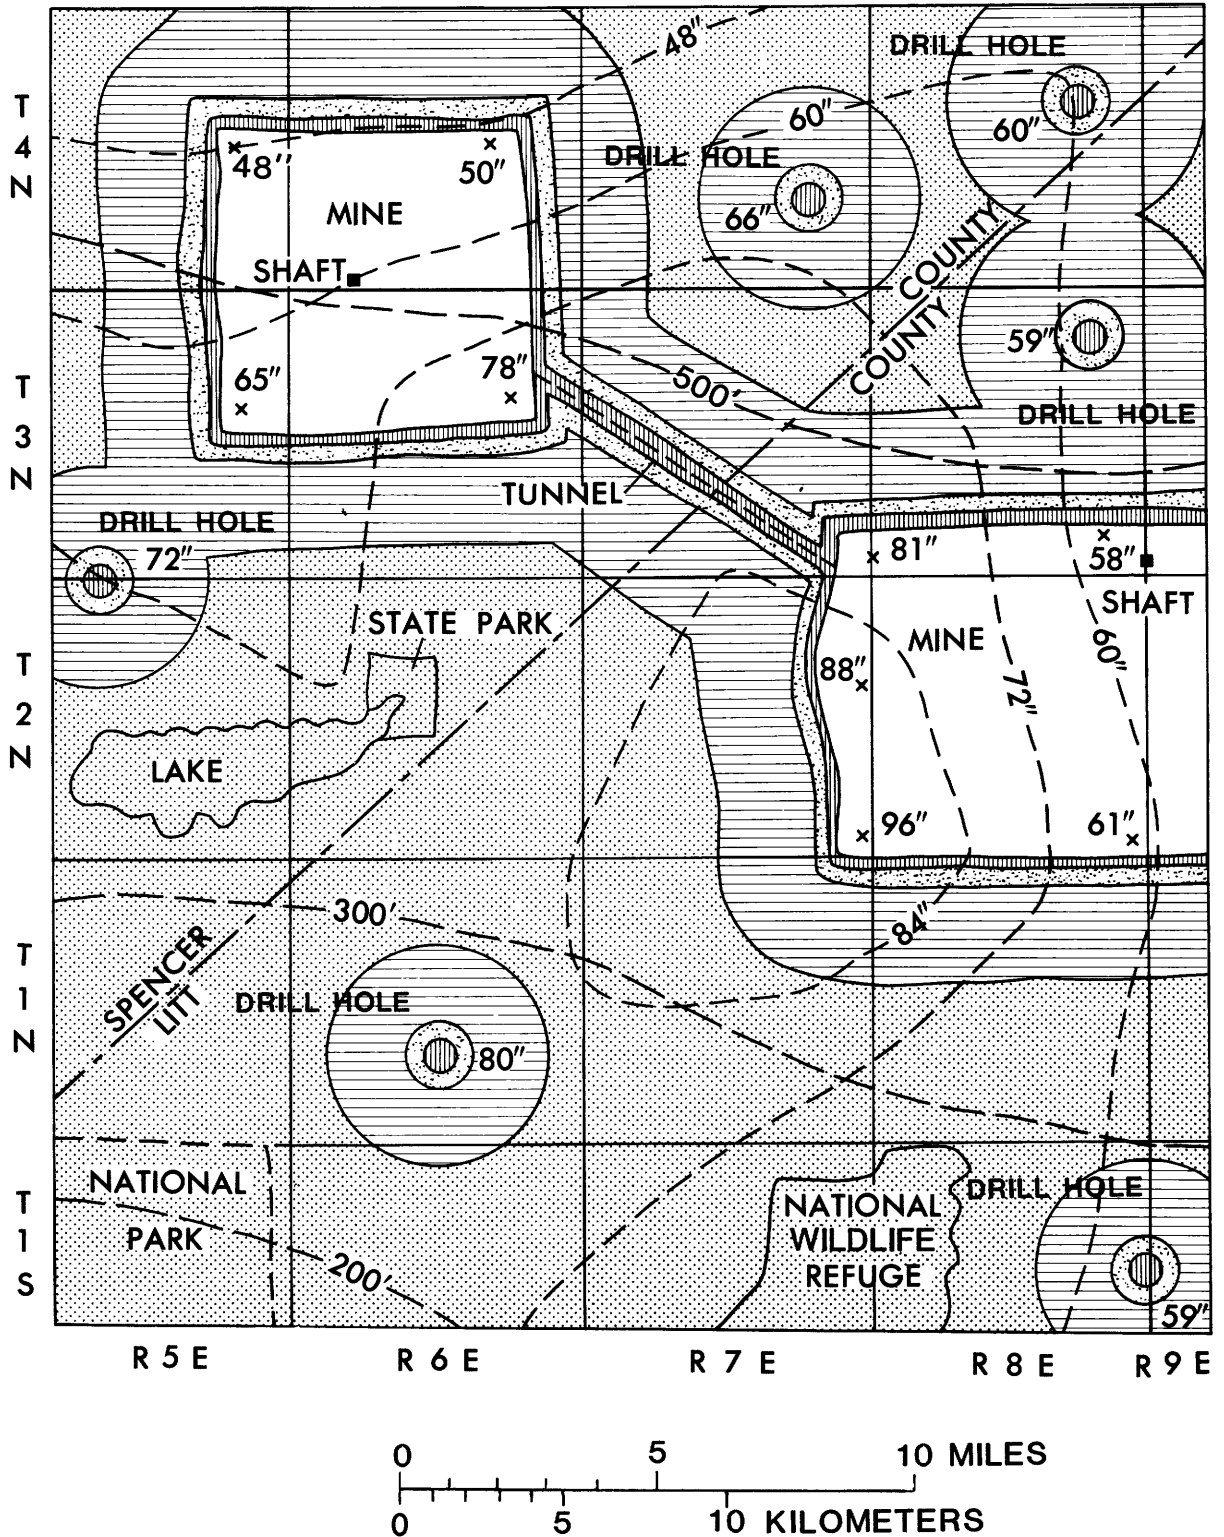 48"
DRILL HOLE
T
4
N
60"
60"
DRILL HOLE
48''
50"
66"
MINE
COUNTY
COUNTY
SHAFT
59"
78"
65"
500'
T
3
N
DRILL HOLE
TUNNEL
DRILL HOLE
72"
81"
58"
SHAFT
STATE PARK
MINE
60"
88"
72"
T
2
N
LAKE
96"
61"
300'
84"
SPENCER
LITT
T
1
N
DRILL HOLE
80"
NATIONAL
PARK
DRILL HOLE
NATIONAL
WILDLIFE
REFUGE
T
1
S
200'
59"
R 5 E
R 6 E
R 7 E
R 8 E
R 9 E
0 5 10 MILES
0 5 10 KILOMETERS